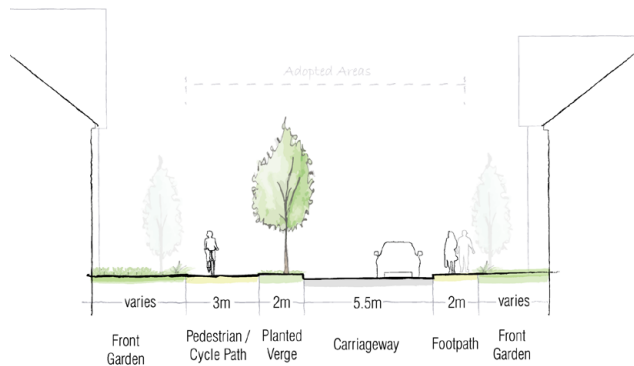 Adopted Areas
varies
3m
2m
5.5m
2m
varies
Front
Garden
Pedestrian /
Cycle Path
Planted
Verge
Carriageway
Footpath
Front
Garden